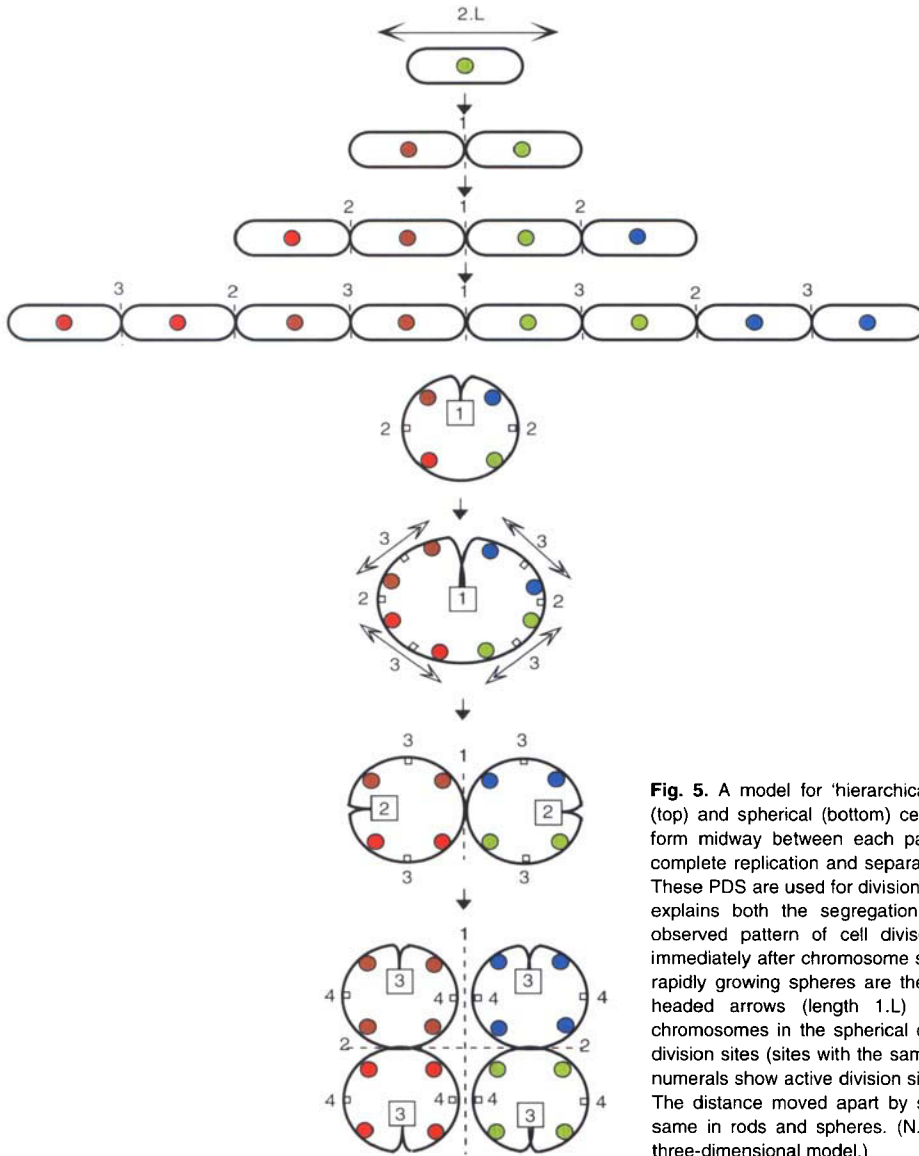 2.L
1
2 1 2
3 2 3 1 3 2 3
1
2 2
3 3
1
2 2
3 3
3 1 3
2 2
3 3
1
3 3
4 4 4 4
2 2
4 4 4 4
3 3
Fig. 5. A model for 'hierarchica
(top) and spherical (bottom) ce
form midway between each pa
complete replication and separa
These PDS are used for division
explains both the segregation
observed pattern of cell divis
immediately after chromosome s
rapidly growing spheres are the
headed arrows (length 1.L)
chromosomes in the spherical c
division sites (sites with the sam
numerals show active division si
The distance moved apart by s
same in rods and spheres. (N.
three-dimensional model.)